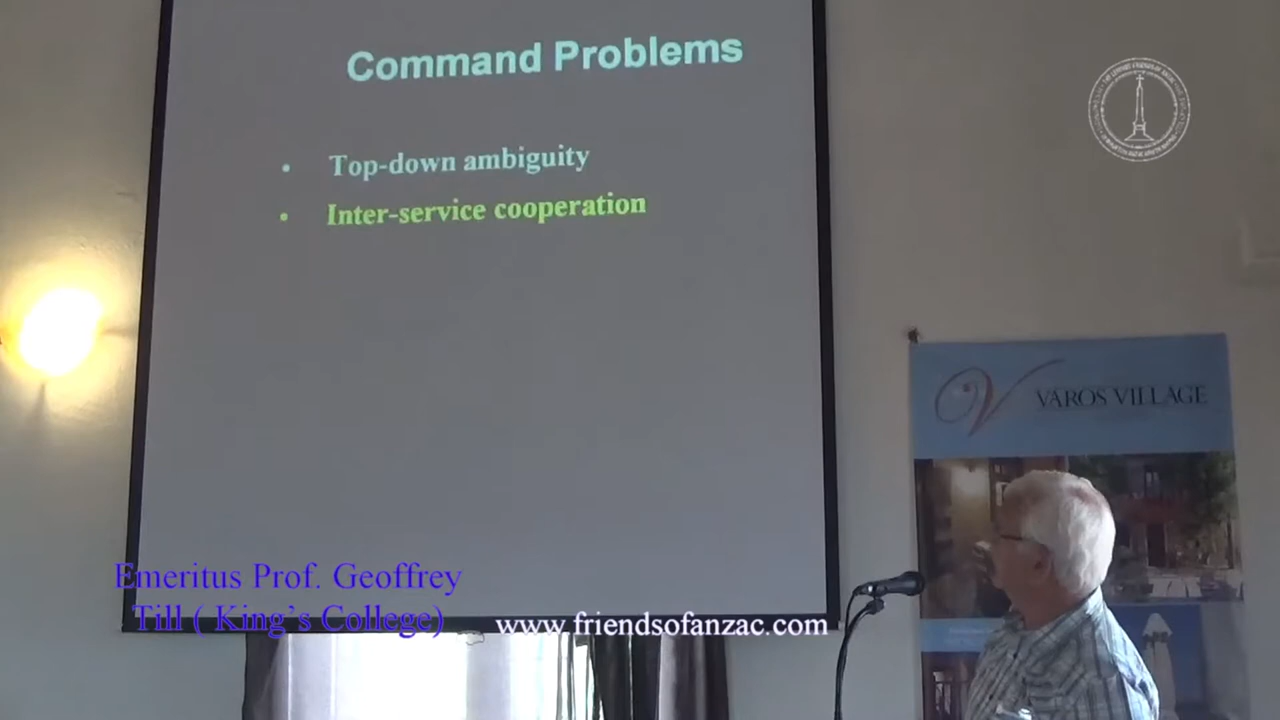 Command Problems
• Top-down ambiguity
• Inter-service cooperation
VAROS VILLAGE
Emeritus Prof. Geoffrey
Till ( King's College)
www.friendsofanzac.com